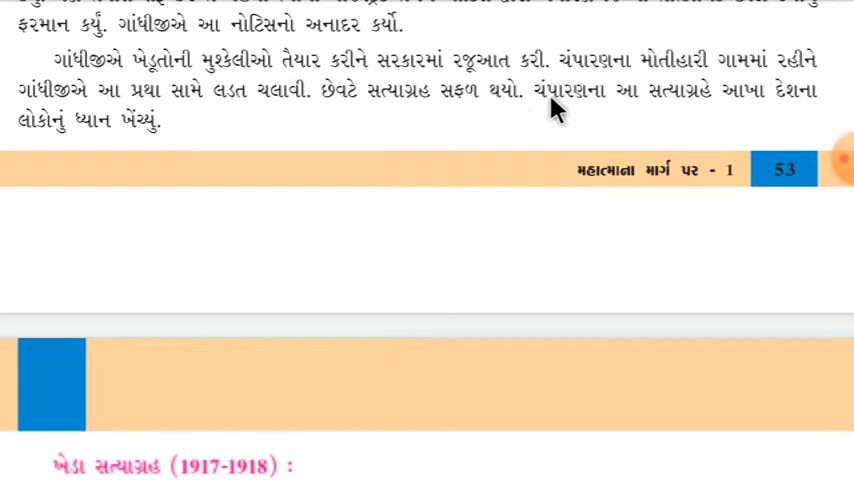 ફરમાન કર્યું. ગાંધીજીએ આ નોટિસનો અનાદર કર્યો.
ગાંધીજીએ ખેડૂતોની મુશ્કેલીઓ તૈયાર કરીને સરકારમાં રજૂઆત કરી. ચંપારણના મોતીહારી ગામમાં રહીને
ગાંધીજીએ આ પ્રથા સામે લડત ચલાવી. છેવટે સત્યાગ્રહ સફળ થયો. ચંપારણના આ સત્યાગ્રહે આખા દેશના
લોકોનું ધ્યાન ખેંચ્યું.
મહાત્માના માર્ગ પર - 1 53
ખેડા સત્યાગ્રહ (1917-1918) :